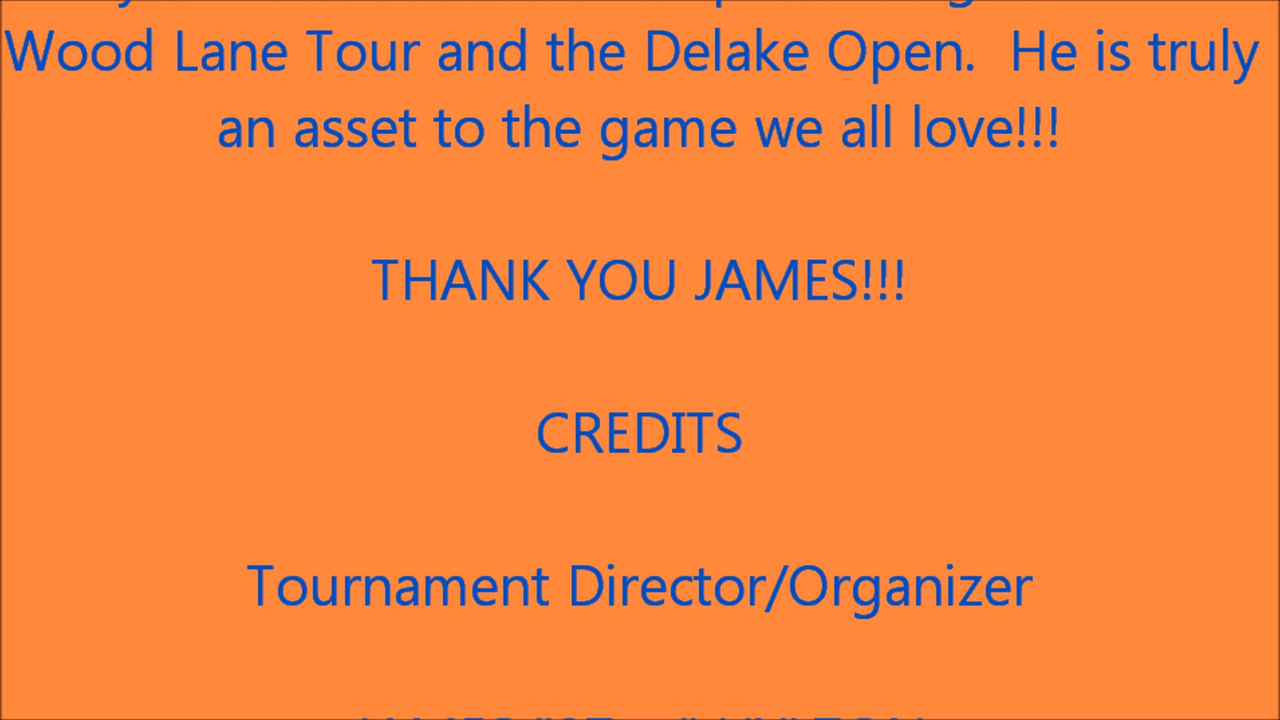 Wood Lane Tour and the Delake Open.  He is truly
an asset to the game we all love!!!
THANK YOU JAMES!!!
CREDITS
Tournament Director/Organizer